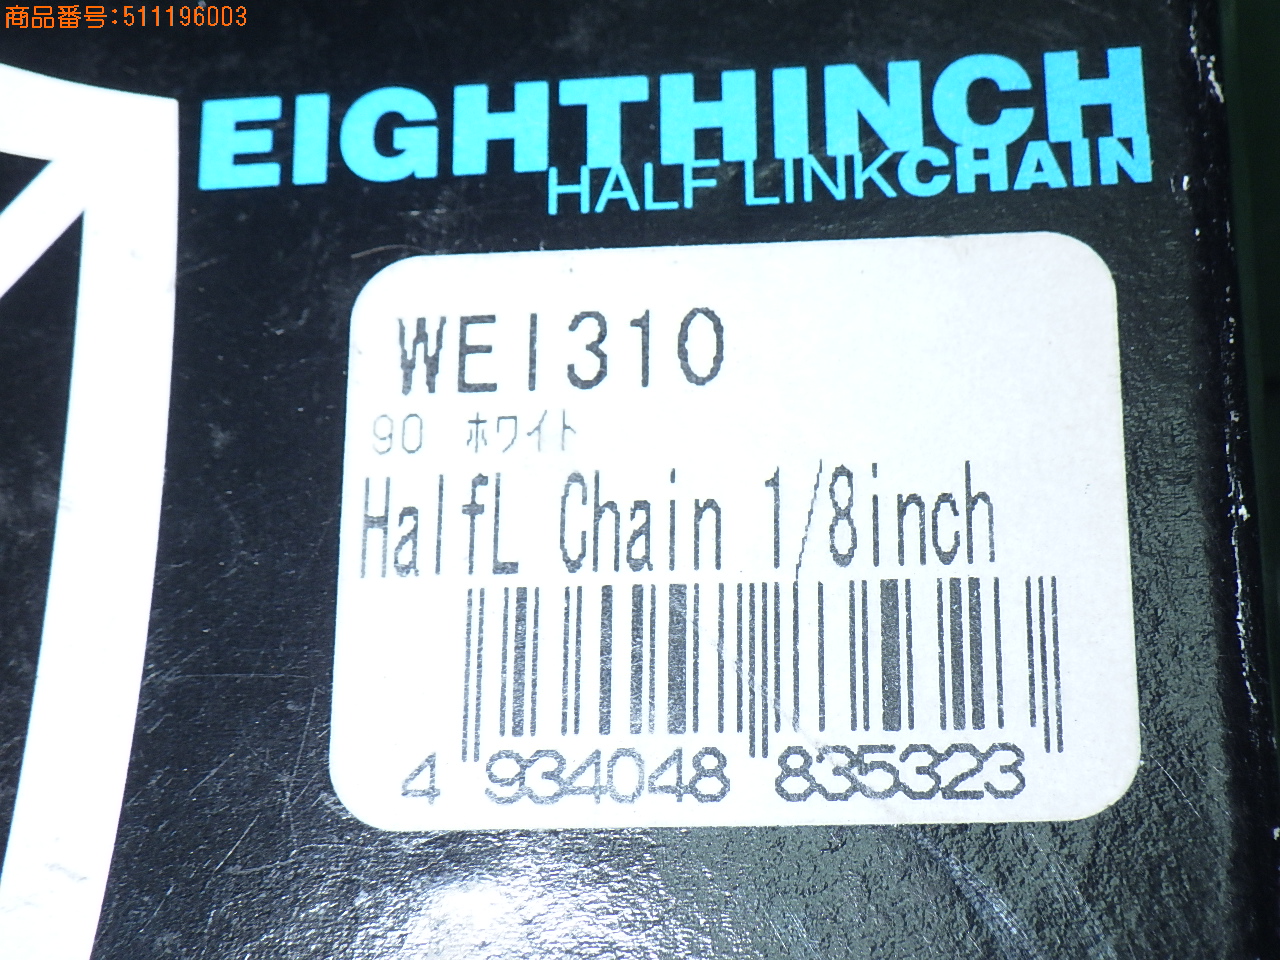 商品番号:511196003
EIGHTHINCH
HALF LINKCHAIN
WE1310
90 ホワイト
HalfL Chain 1/8inch
4 934048 835323